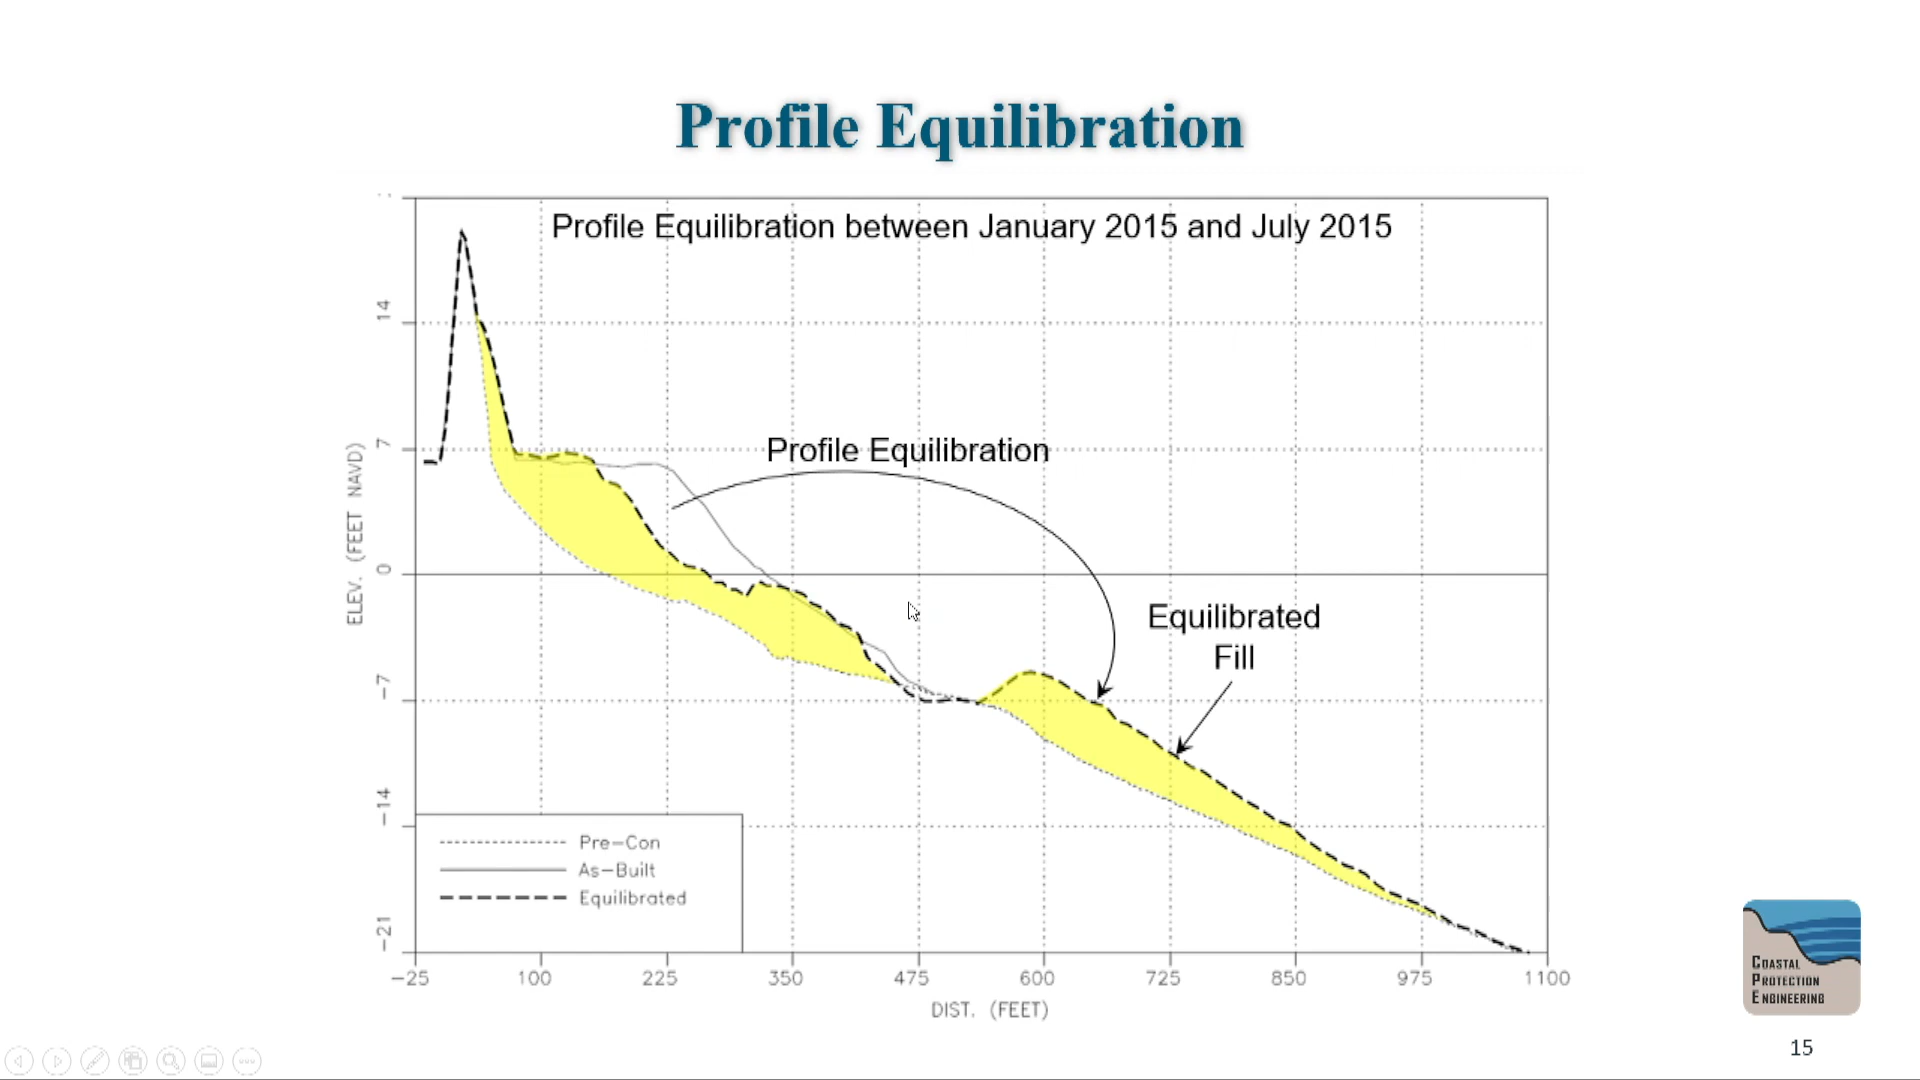 Profile Equilibration
Profile Equilibration between January 2015 and July 2015
14
7
0
-7
-14
-21
ELEV. (FEET NAVD)
Profile Equilibration
Equilibrated
Fill
Pre-Con
As-Built
Equilibrated
-25 100 225 350 475 600 725 850 975 1100
DIST. (FEET)
COASTAL
PROTECTION
ENGINEERING
15